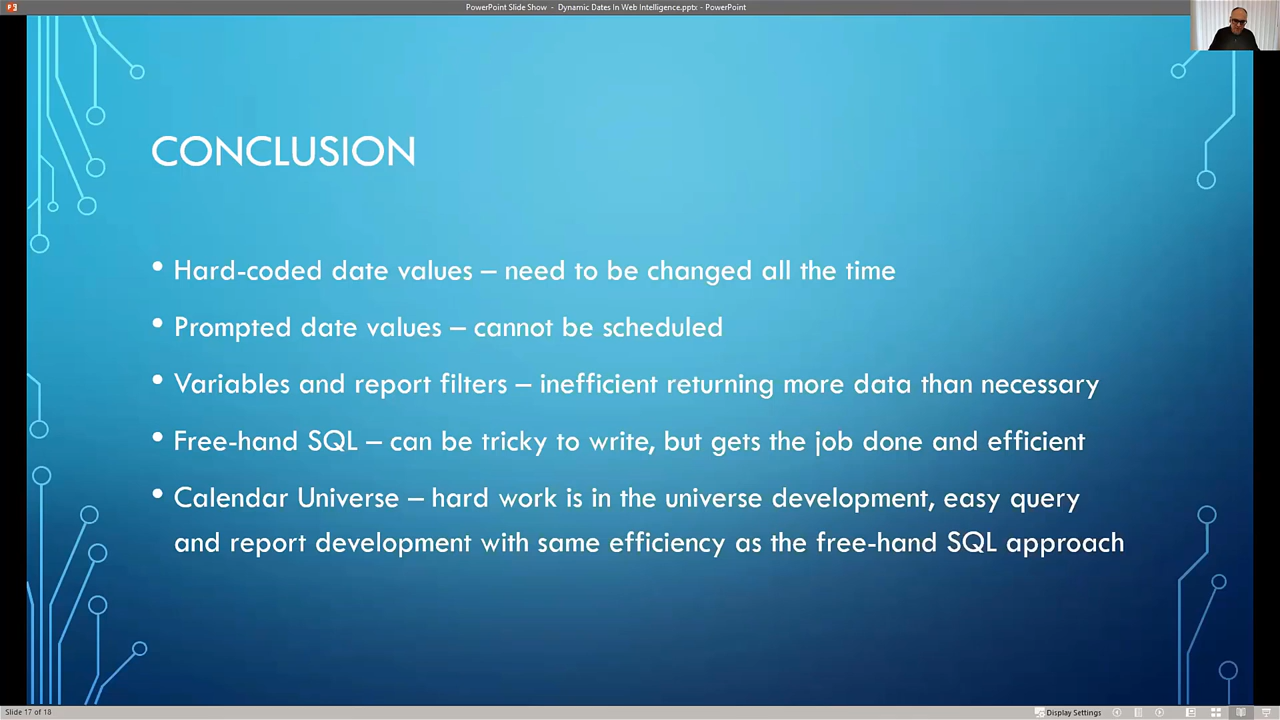 PowerPoint Slide Show - Dynamic Dates In Web Intelligence.pptx - PowerPoint
CONCLUSION
• Hard-coded date values – need to be changed all the time
• Prompted date values – cannot be scheduled
• Variables and report filters – inefficient returning more data than necessary
• Free-hand SQL – can be tricky to write, but gets the job done and efficient
• Calendar Universe – hard work is in the universe development, easy query
and report development with same efficiency as the free-hand SQL approach
Slide 17 of 18
Display Settings